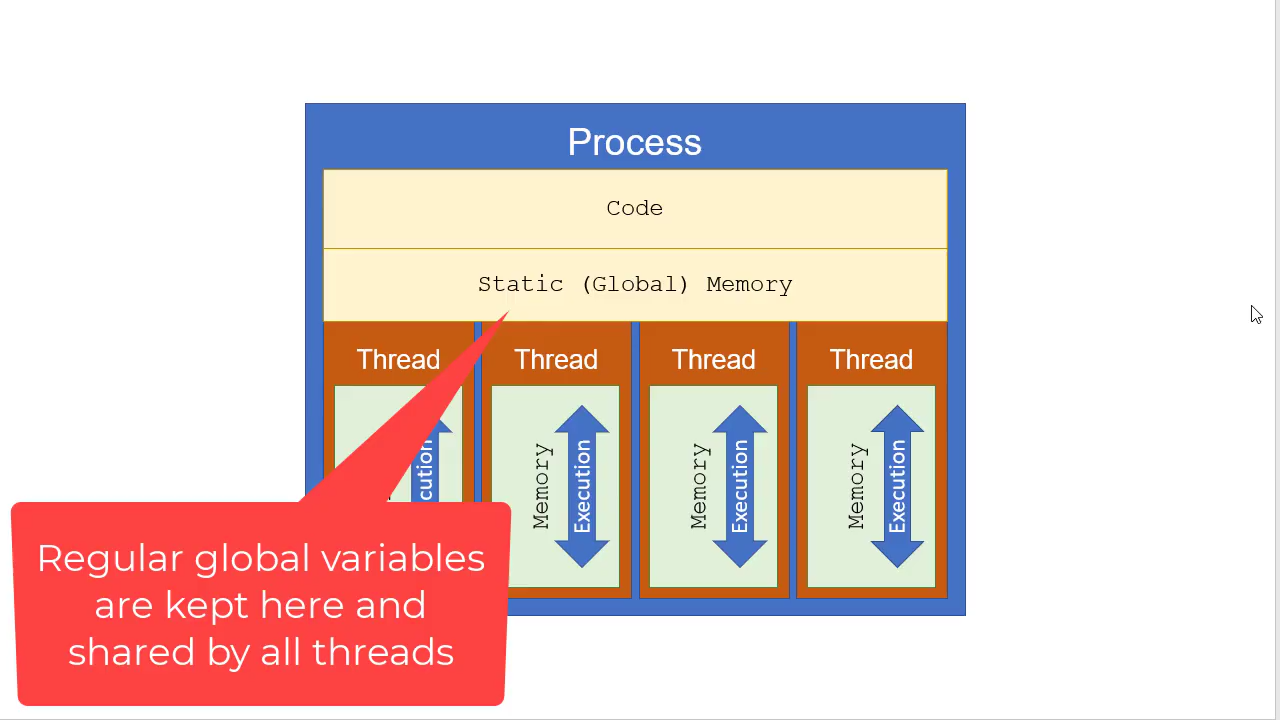 Process
Code
Static (Global) Memory
Thread
Thread
Thread
Thread
Memory
Execution
Memory
Execution
Memory
Execution
Regular global variables
are kept here and
shared by all threads